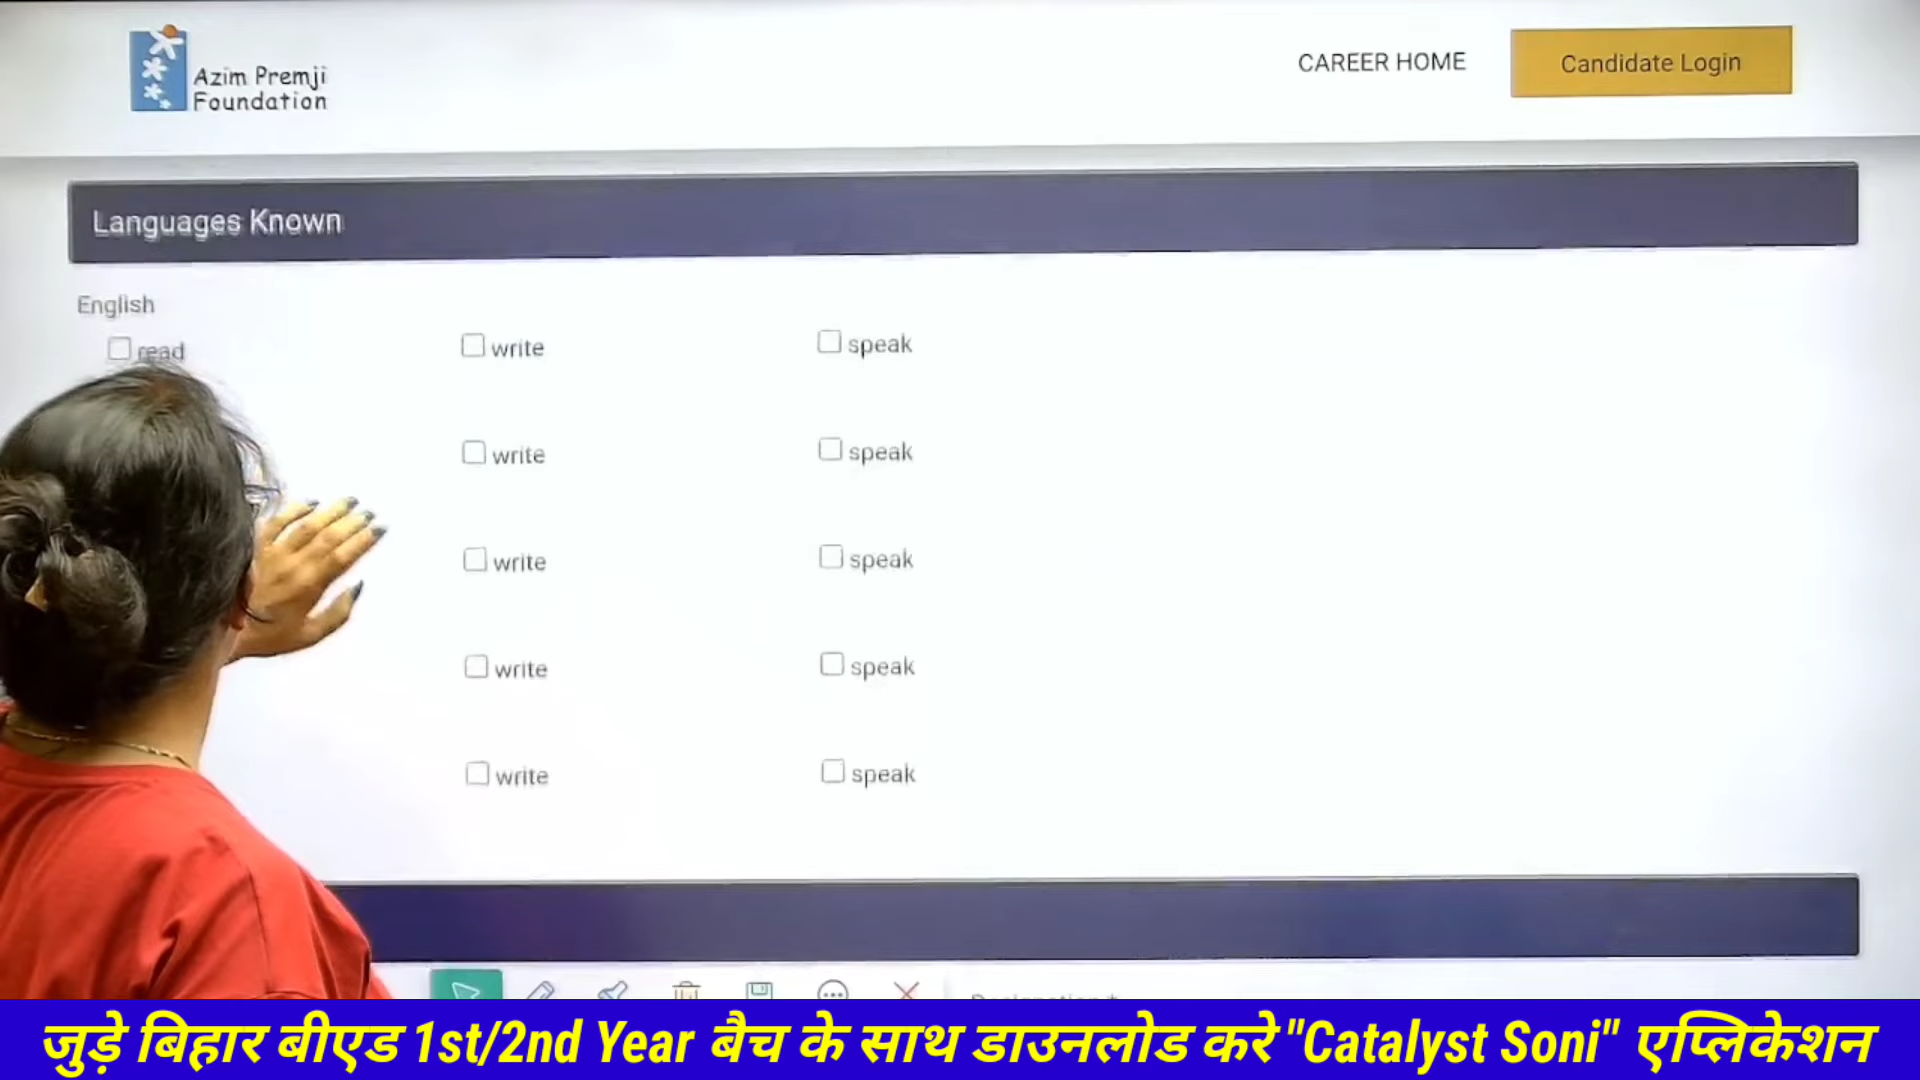 Azim Premji
Foundation
CAREER HOME
Candidate Login
Languages Known
English
read
write
speak
write
speak
write
speak
write
speak
write
speak
जुड़े बिहार बीएड 1st/2nd Year बैच के साथ डाउनलोड करे "Catalyst Soni" एप्लिकेशन